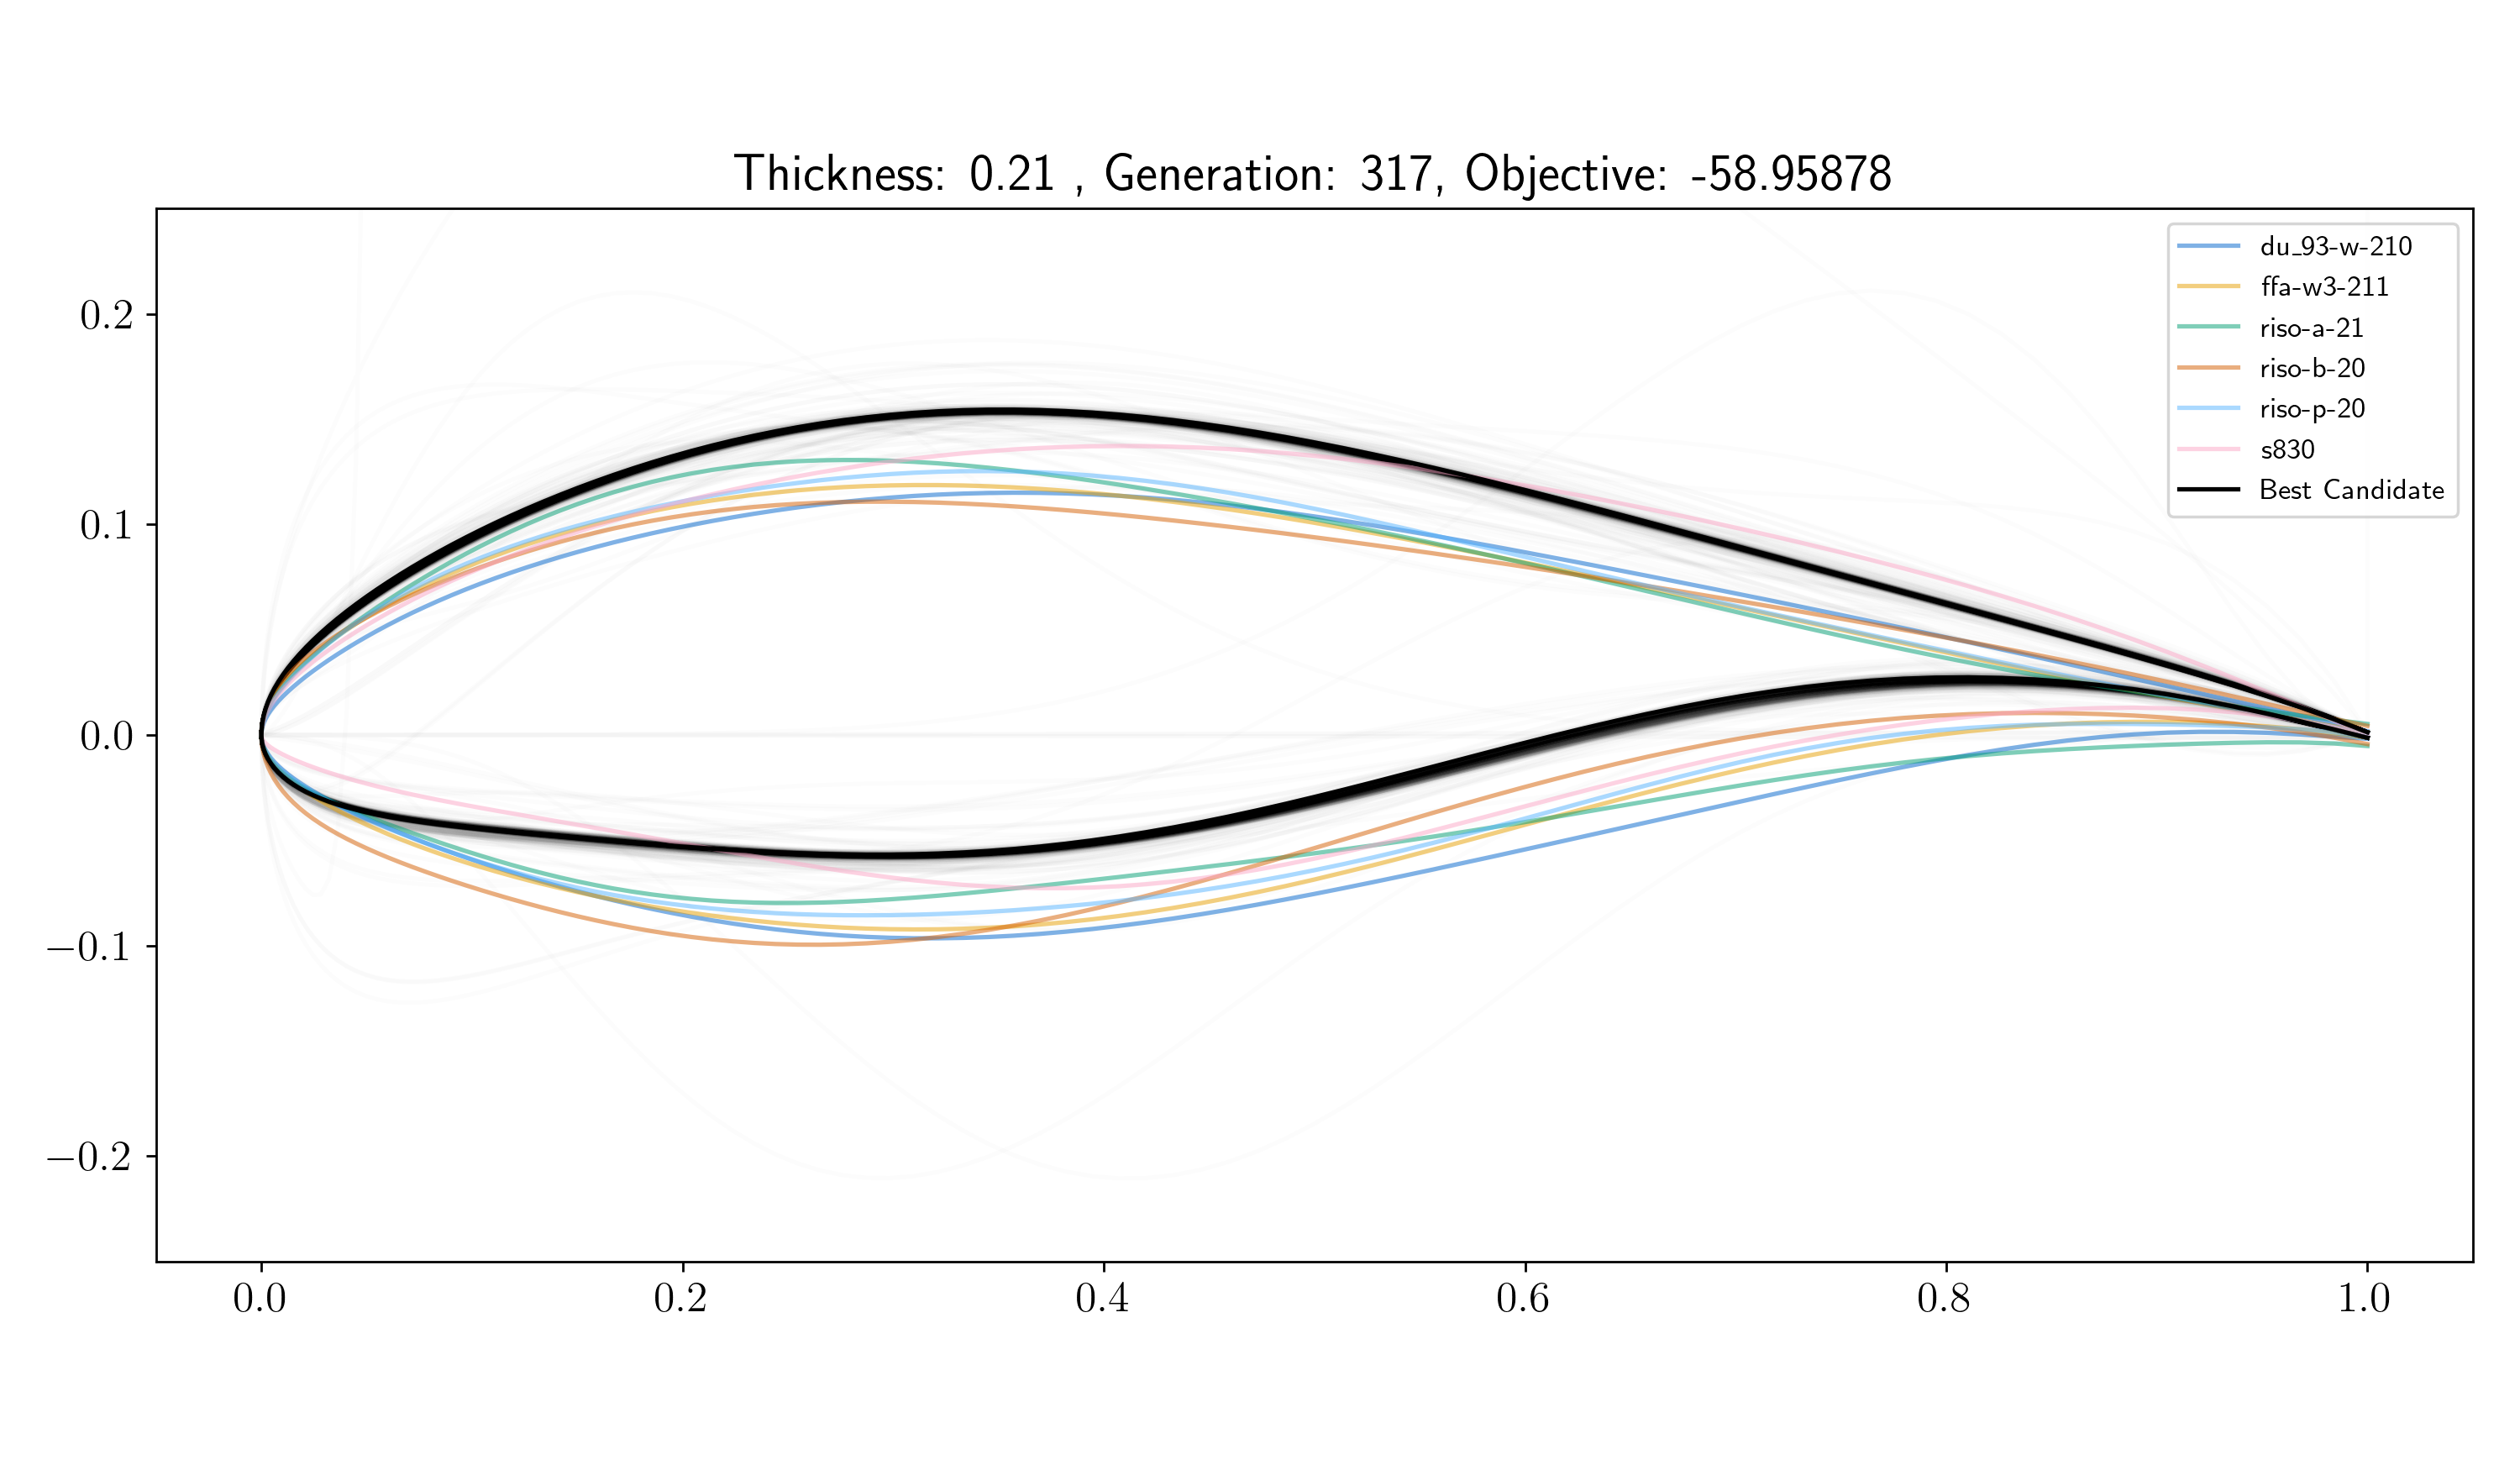 Thickness: 0.21 , Generation: 317, Objective: -58.95878
du_93-w-210
ffa-w3-211
riso-a-21
riso-b-20
riso-p-20
s830
Best Candidate
0.2
0.1
0.0
−0.1
−0.2
0.0 0.2 0.4 0.6 0.8 1.0